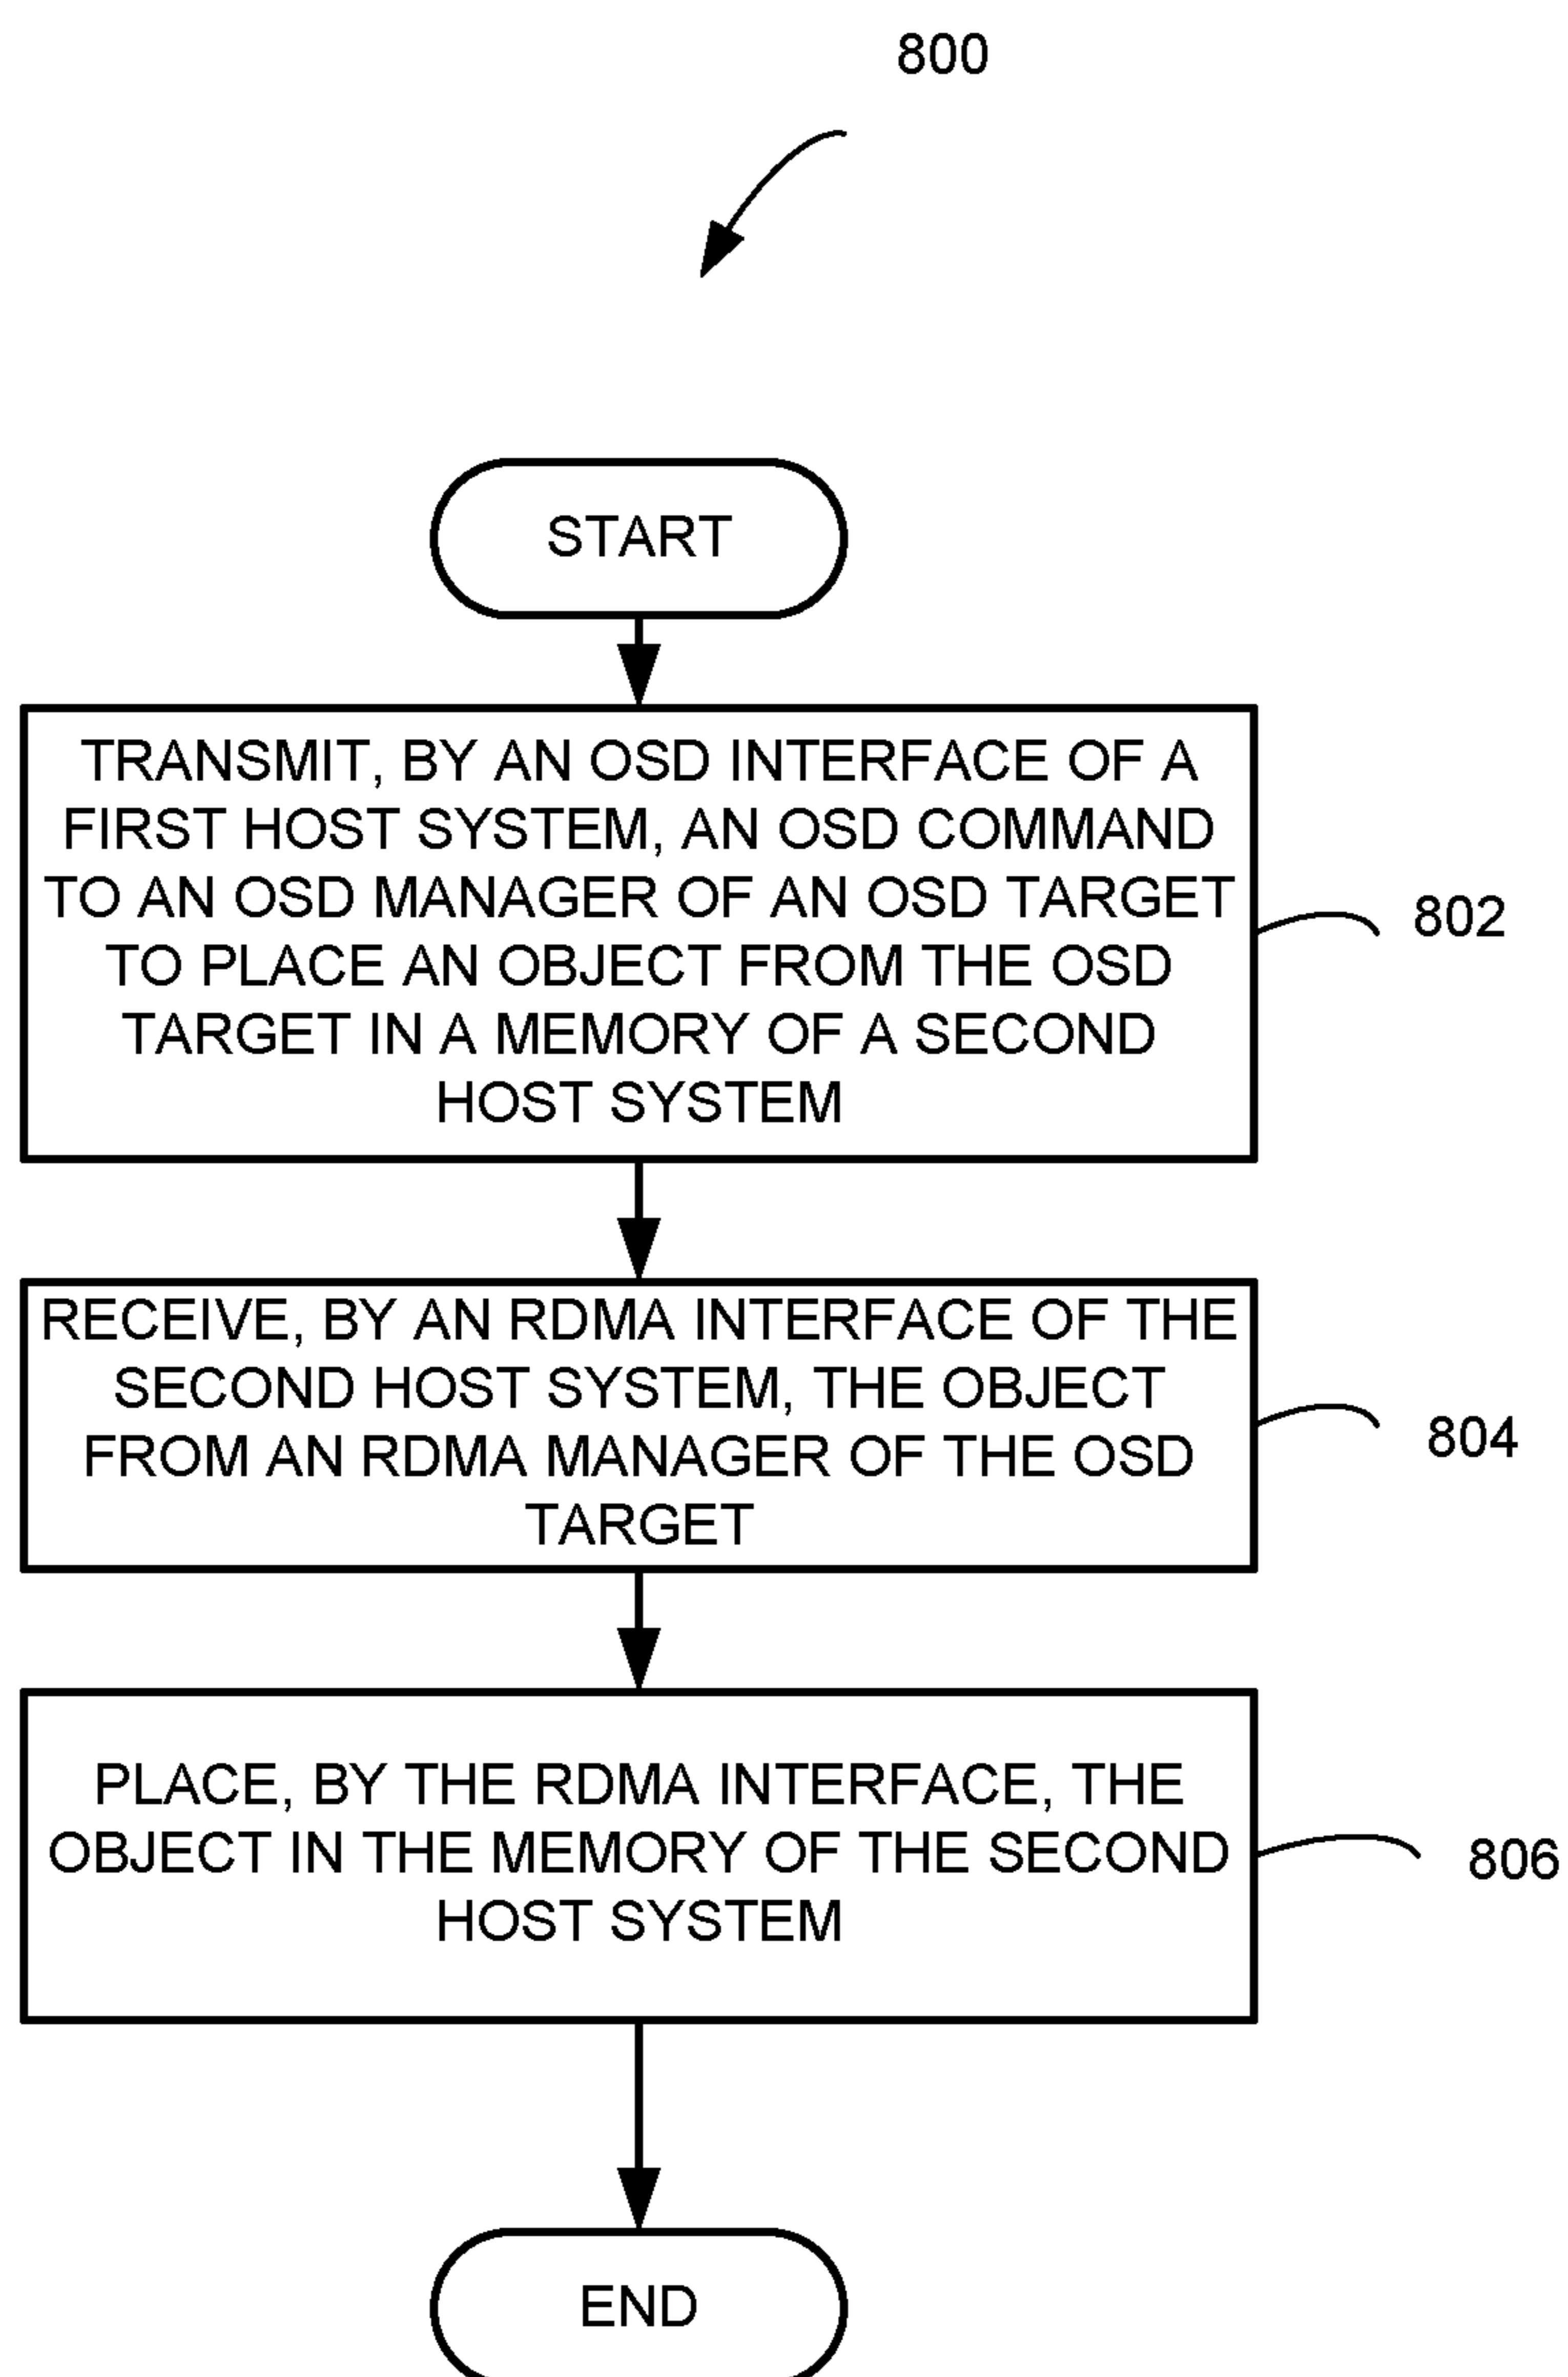 800
START
TRANSMIT, BY AN OSD INTERFACE OF A
FIRST HOST SYSTEM, AN OSD COMMAND
TO AN OSD MANAGER OF AN OSD TARGET
TO PLACE AN OBJECT FROM THE OSD
TARGET IN A MEMORY OF A SECOND
HOST SYSTEM
802
RECEIVE, BY AN RDMA INTERFACE OF THE
SECOND HOST SYSTEM, THE OBJECT
FROM AN RDMA MANAGER OF THE OSD
TARGET
804
PLACE, BY THE RDMA INTERFACE, THE
OBJECT IN THE MEMORY OF THE SECOND
HOST SYSTEM
806
END